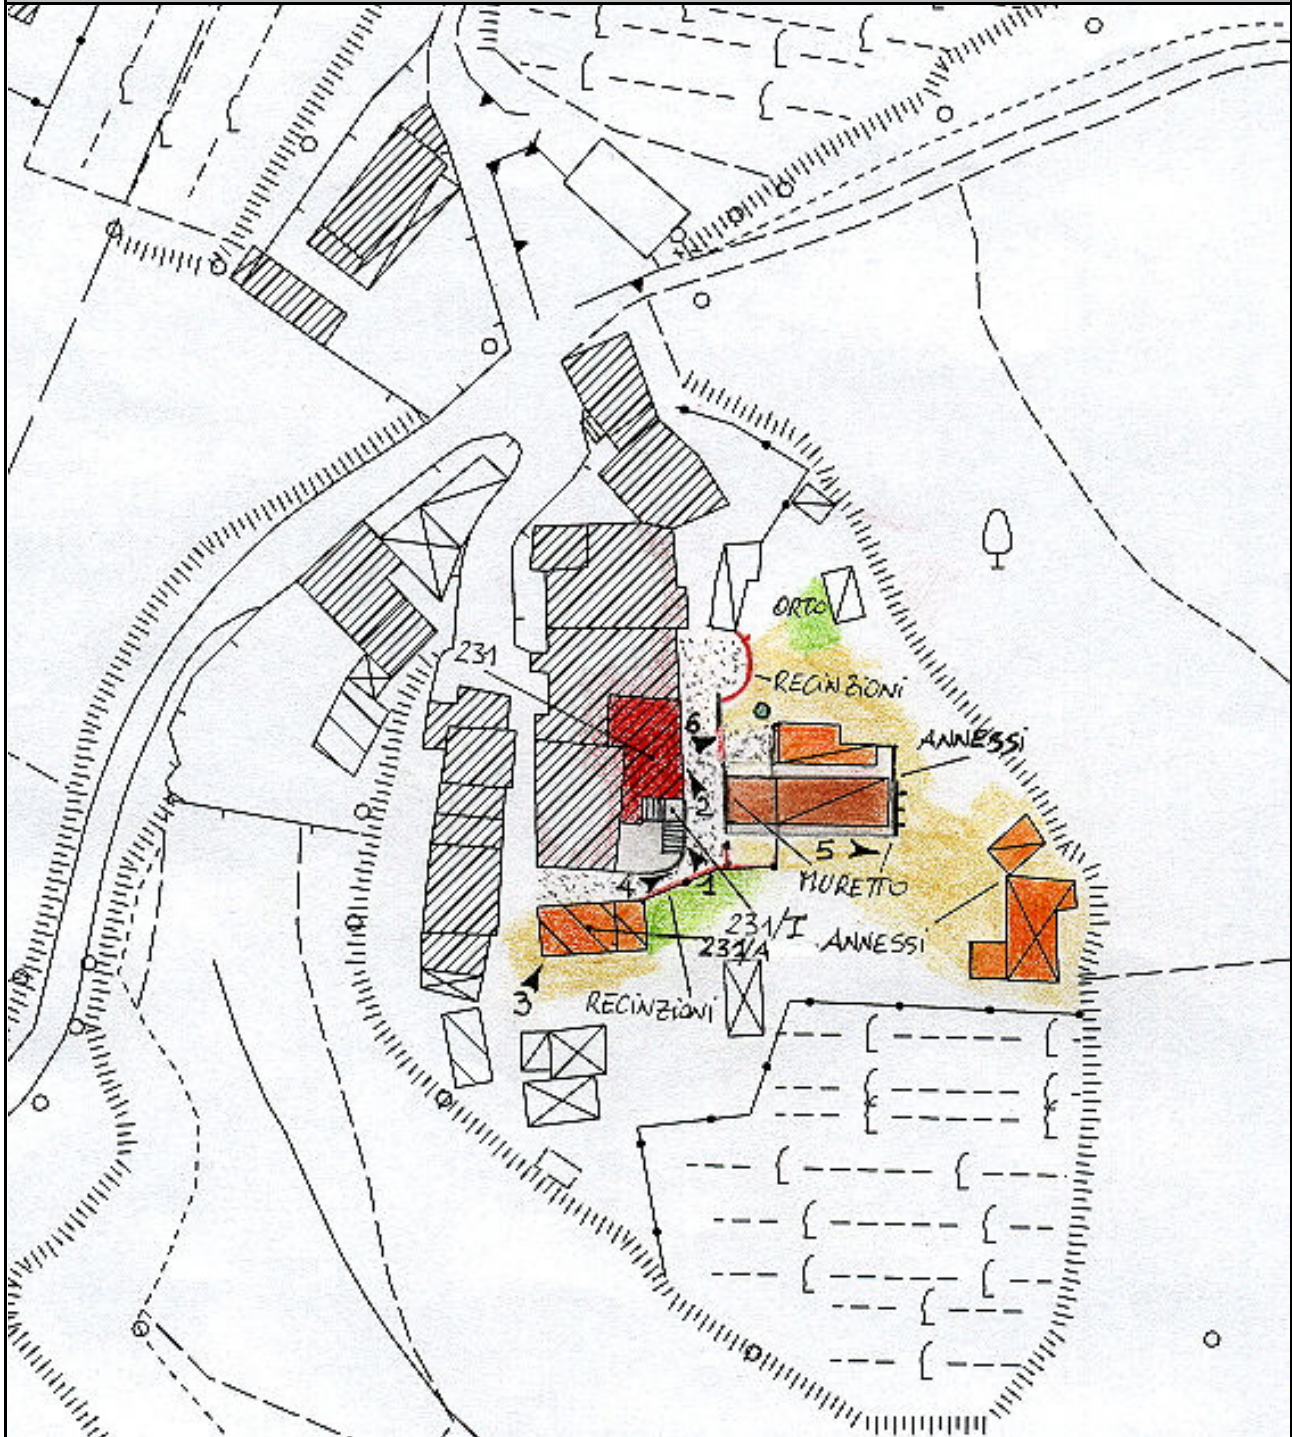 ORTO
231
RECINZIONI
6
ANNESSI
2
5
MURETTO
4
1
231/I
ANNESSI
231/A
3
RECINZIONI